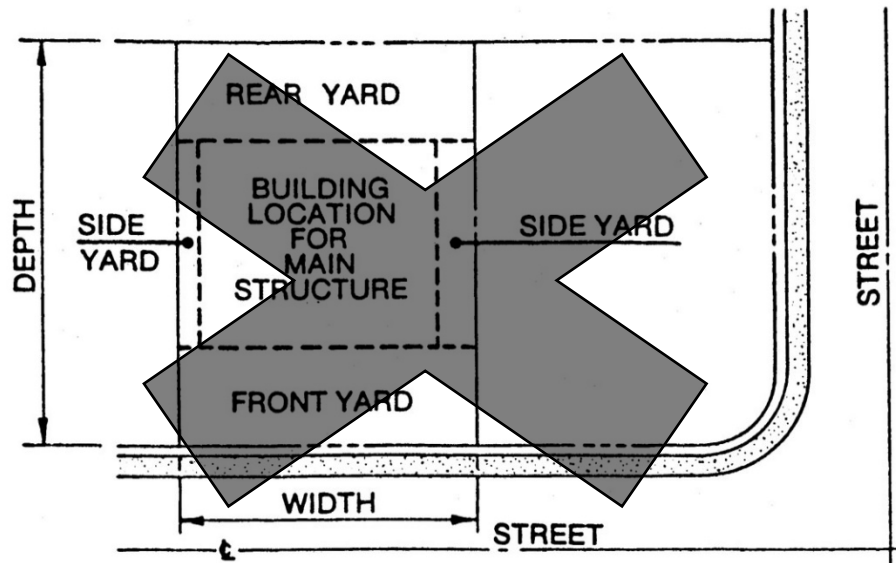 REAR YARD
BUILDING
LOCATION
FOR
MAIN
STRUCTURE
SIDE
YARD
SIDE YARD
DEPTH
STREET
FRONT YARD
WIDTH
℄
STREET